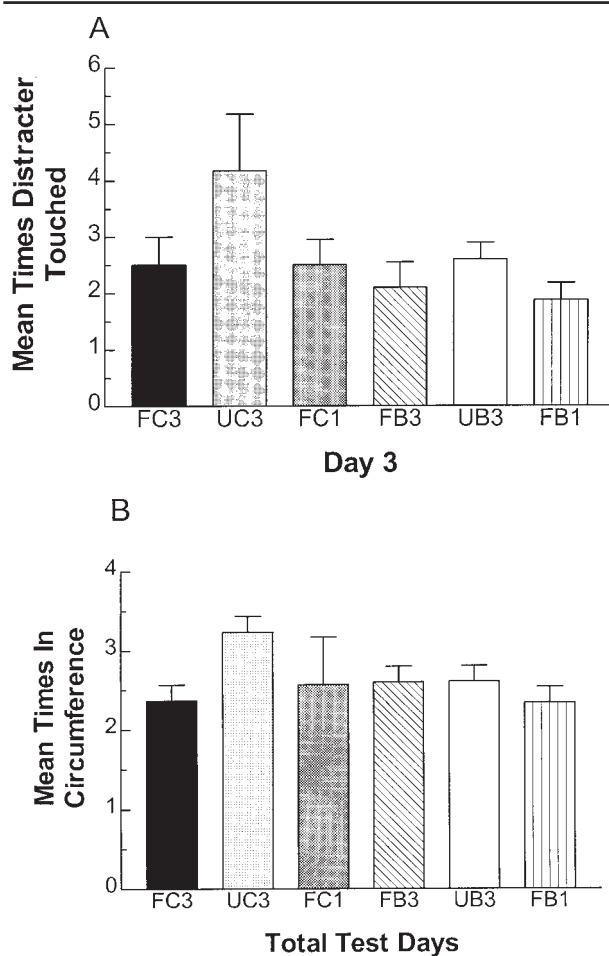 A
Mean Times Distracter
Touched
6
5
4
3
2
1
0
FC3 UC3 FC1 FB3 UB3 FB1
Day 3
B
Mean Times In
Circumference
4
3
2
1
0
FC3 UC3 FC1 FB3 UB3 FB1
Total Test Days